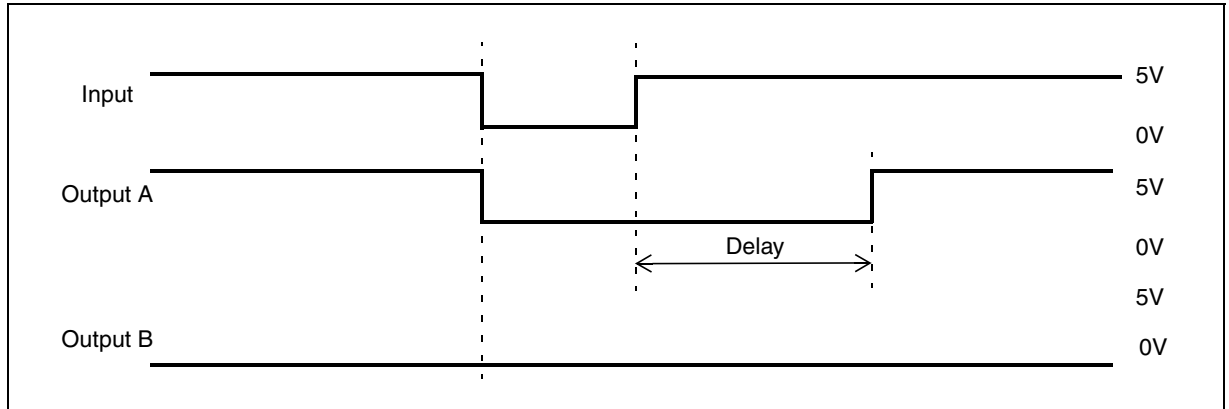 Input
5V
0V
Output A
5V
Delay
0V
5V
Output B
0V